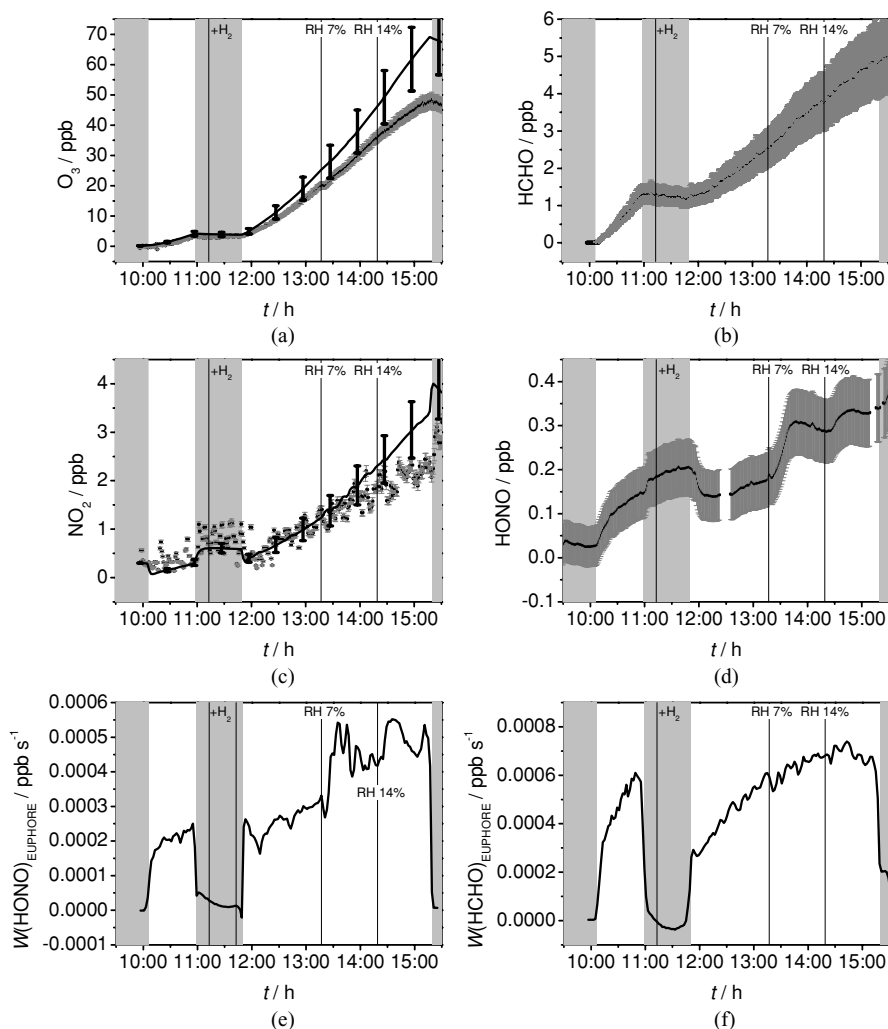 +H2
RH 7% RH 14%
70
60
50
40
30
20
10
0
O3 / ppb
10:00 11:00 12:00 13:00 14:00 15:00
t / h
(a)
+H2
RH 7% RH 14%
6
5
4
3
2
1
0
HCHO / ppb
10:00 11:00 12:00 13:00 14:00 15:00
t / h
(b)
+H2
RH 7% RH 14%
4
3
2
1
0
NO2 / ppb
10:00 11:00 12:00 13:00 14:00 15:00
t / h
(c)
+H2
RH 7% RH 14%
0.4
0.3
0.2
0.1
0.0
-0.1
HONO / ppb
10:00 11:00 12:00 13:00 14:00 15:00
t / h
(d)
+H2
RH 7%
RH 14%
0.0006
0.0005
0.0004
0.0003
0.0002
0.0001
0.0000
-0.0001
W(HONO)EUPHORE / ppb s-1
10:00 11:00 12:00 13:00 14:00 15:00
t / h
(e)
+H2
RH 7% RH 14%
0.0008
0.0006
0.0004
0.0002
0.0000
W(HCHO)EUPHORE / ppb s-1
10:00 11:00 12:00 13:00 14:00 15:00
t / h
(f)